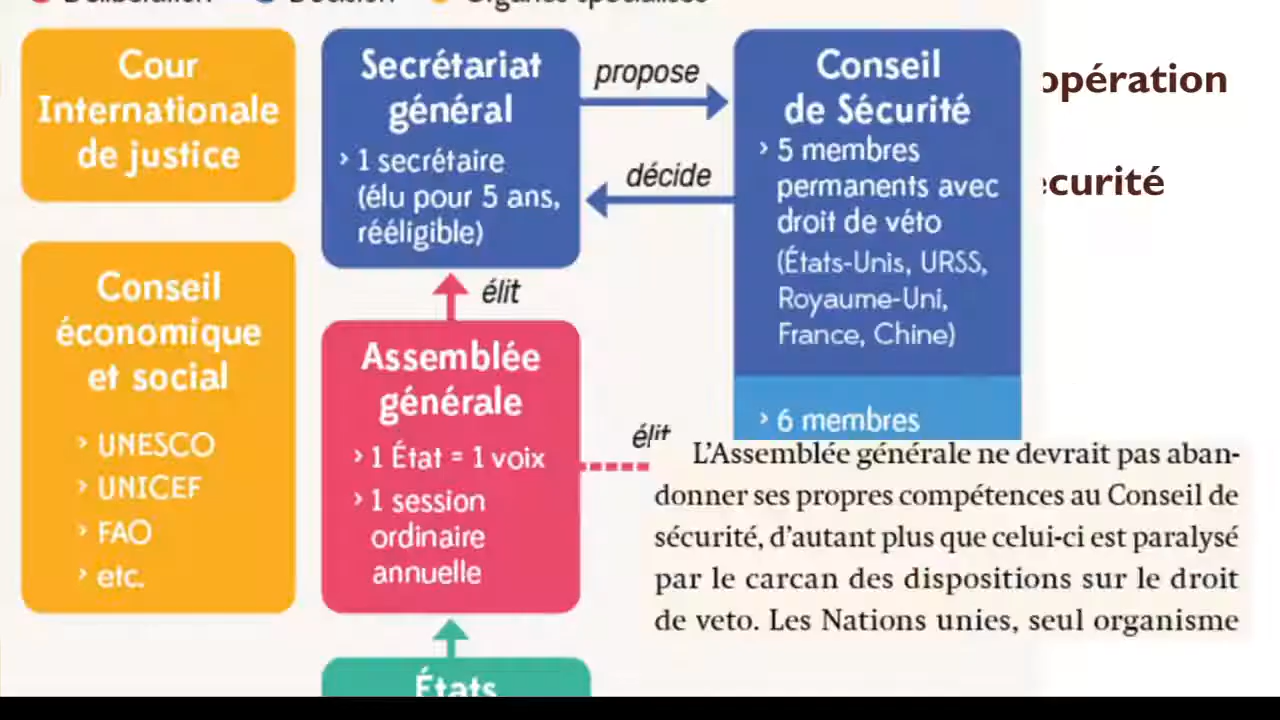 Cour
Internationale
de justice
Conseil
économique
et social
› UNESCO
› UNICEF
› FAO
› etc.
Secrétariat
général
› 1 secrétaire
(élu pour 5 ans,
rééligible)
propose
décide
élit
Assemblée
générale
› 1 État = 1 voix
› 1 session
ordinaire
annuelle
élit
États
Conseil
de Sécurité
› 5 membres
permanents avec
droit de véto
(États-Unis, URSS,
Royaume-Uni,
France, Chine)
› 6 membres
opération
ecurité
L'Assemblée générale ne devrait pas aban-
donner ses propres compétences au Conseil de
sécurité, d'autant plus que celui-ci est paralysé
par le carcan des dispositions sur le droit
de veto. Les Nations unies, seul organisme